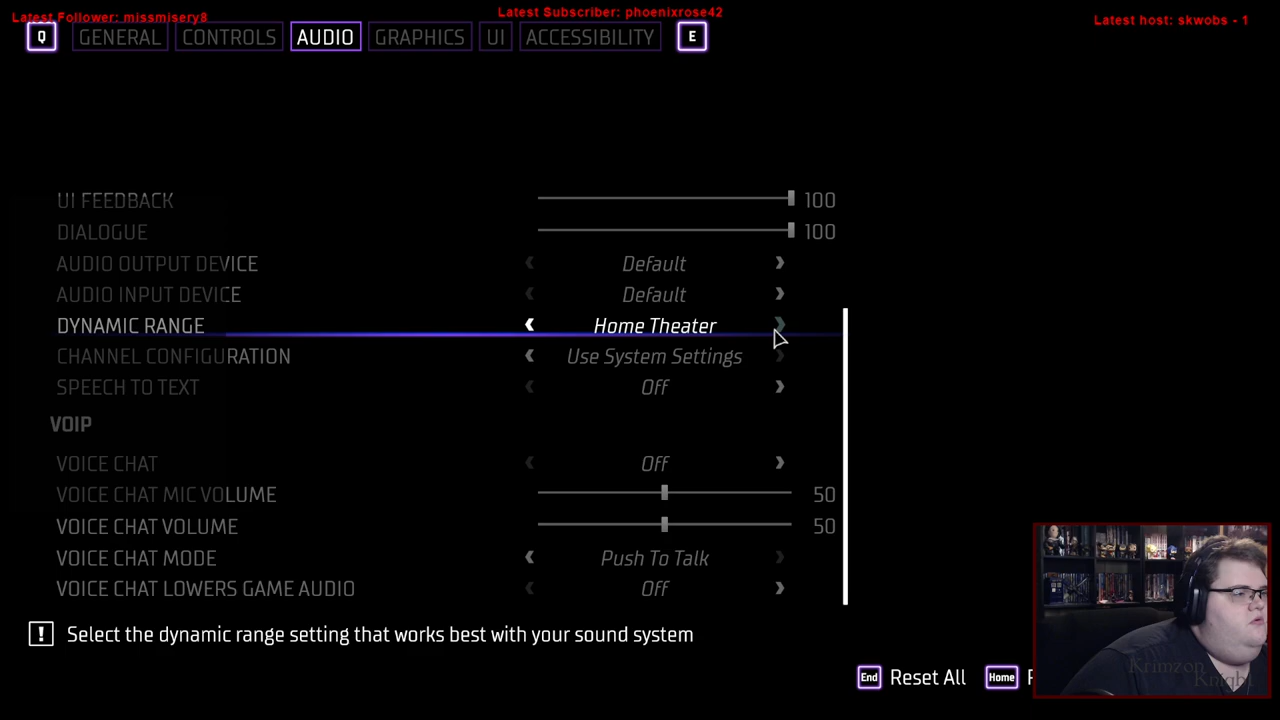 Latest Follower: missmisery8
Latest Subscriber: phoenixrose42
Latest host: skwobs - 1
Q GENERAL CONTROLS AUDIO GRAPHICS UI ACCESSIBILITY E
UI FEEDBACK 100
DIALOGUE 100
AUDIO OUTPUT DEVICE Default
AUDIO INPUT DEVICE Default
DYNAMIC RANGE Home Theater
CHANNEL CONFIGURATION Use System Settings
SPEECH TO TEXT Off
VOIP
VOICE CHAT Off
VOICE CHAT MIC VOLUME 50
VOICE CHAT VOLUME 50
VOICE CHAT MODE Push To Talk
VOICE CHAT LOWERS GAME AUDIO Off
! Select the dynamic range setting that works best with your sound system
End Reset All Home
Krimzon
Knight